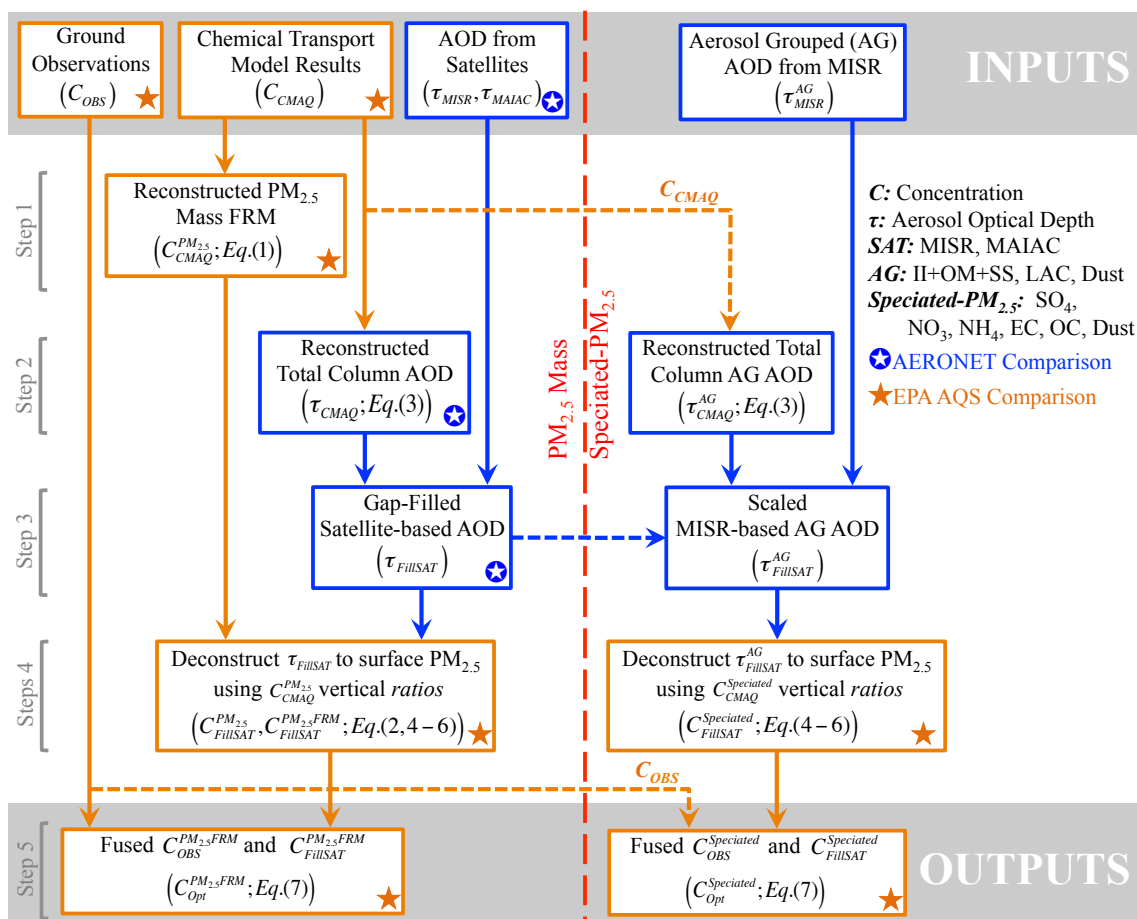 Ground
Observations
(C_OBS)
Chemical Transport
Model Results
(C_CMAQ)
AOD from
Satellites
(τ_MISR, τ_MAIAC)
Aerosol Grouped (AG)
AOD from MISR
(τ^AG_MISR)
INPUTS
Step 1
Reconstructed PM2.5
Mass FRM
(C^PM2.5_CMAQ; Eq.(1))
C_CMAQ
C: Concentration
τ: Aerosol Optical Depth
SAT: MISR, MAIAC
AG: II+OM+SS, LAC, Dust
Speciated-PM2.5: SO4,
NO3, NH4, EC, OC, Dust
AERONET Comparison
EPA AQS Comparison
Step 2
Reconstructed
Total Column AOD
(τ_CMAQ; Eq.(3))
PM2.5 Mass
Speciated-PM2.5
Reconstructed Total
Column AG AOD
(τ^AG_CMAQ; Eq.(3))
Step 3
Gap-Filled
Satellite-based AOD
(τ_FillSAT)
Scaled
MISR-based AG AOD
(τ^AG_FillSAT)
Steps 4
Deconstruct τ_FillSAT to surface PM2.5
using C^PM2.5_CMAQ vertical ratios
(C^PM2.5_FillSAT, C^PM2.5FRM_FillSAT; Eq.(2,4−6))
Deconstruct τ^AG_FillSAT to surface PM2.5
using C^Speciated_CMAQ vertical ratios
(C^Speciated_FillSAT; Eq.(4−6))
C_OBS
Step 5
Fused C^PM2.5FRM_OBS and C^PM2.5FRM_FillSAT
(C^PM2.5FRM_Opt; Eq.(7))
Fused C^Speciated_OBS and C^Speciated_FillSAT
(C^Speciated_Opt; Eq.(7))
OUTPUTS